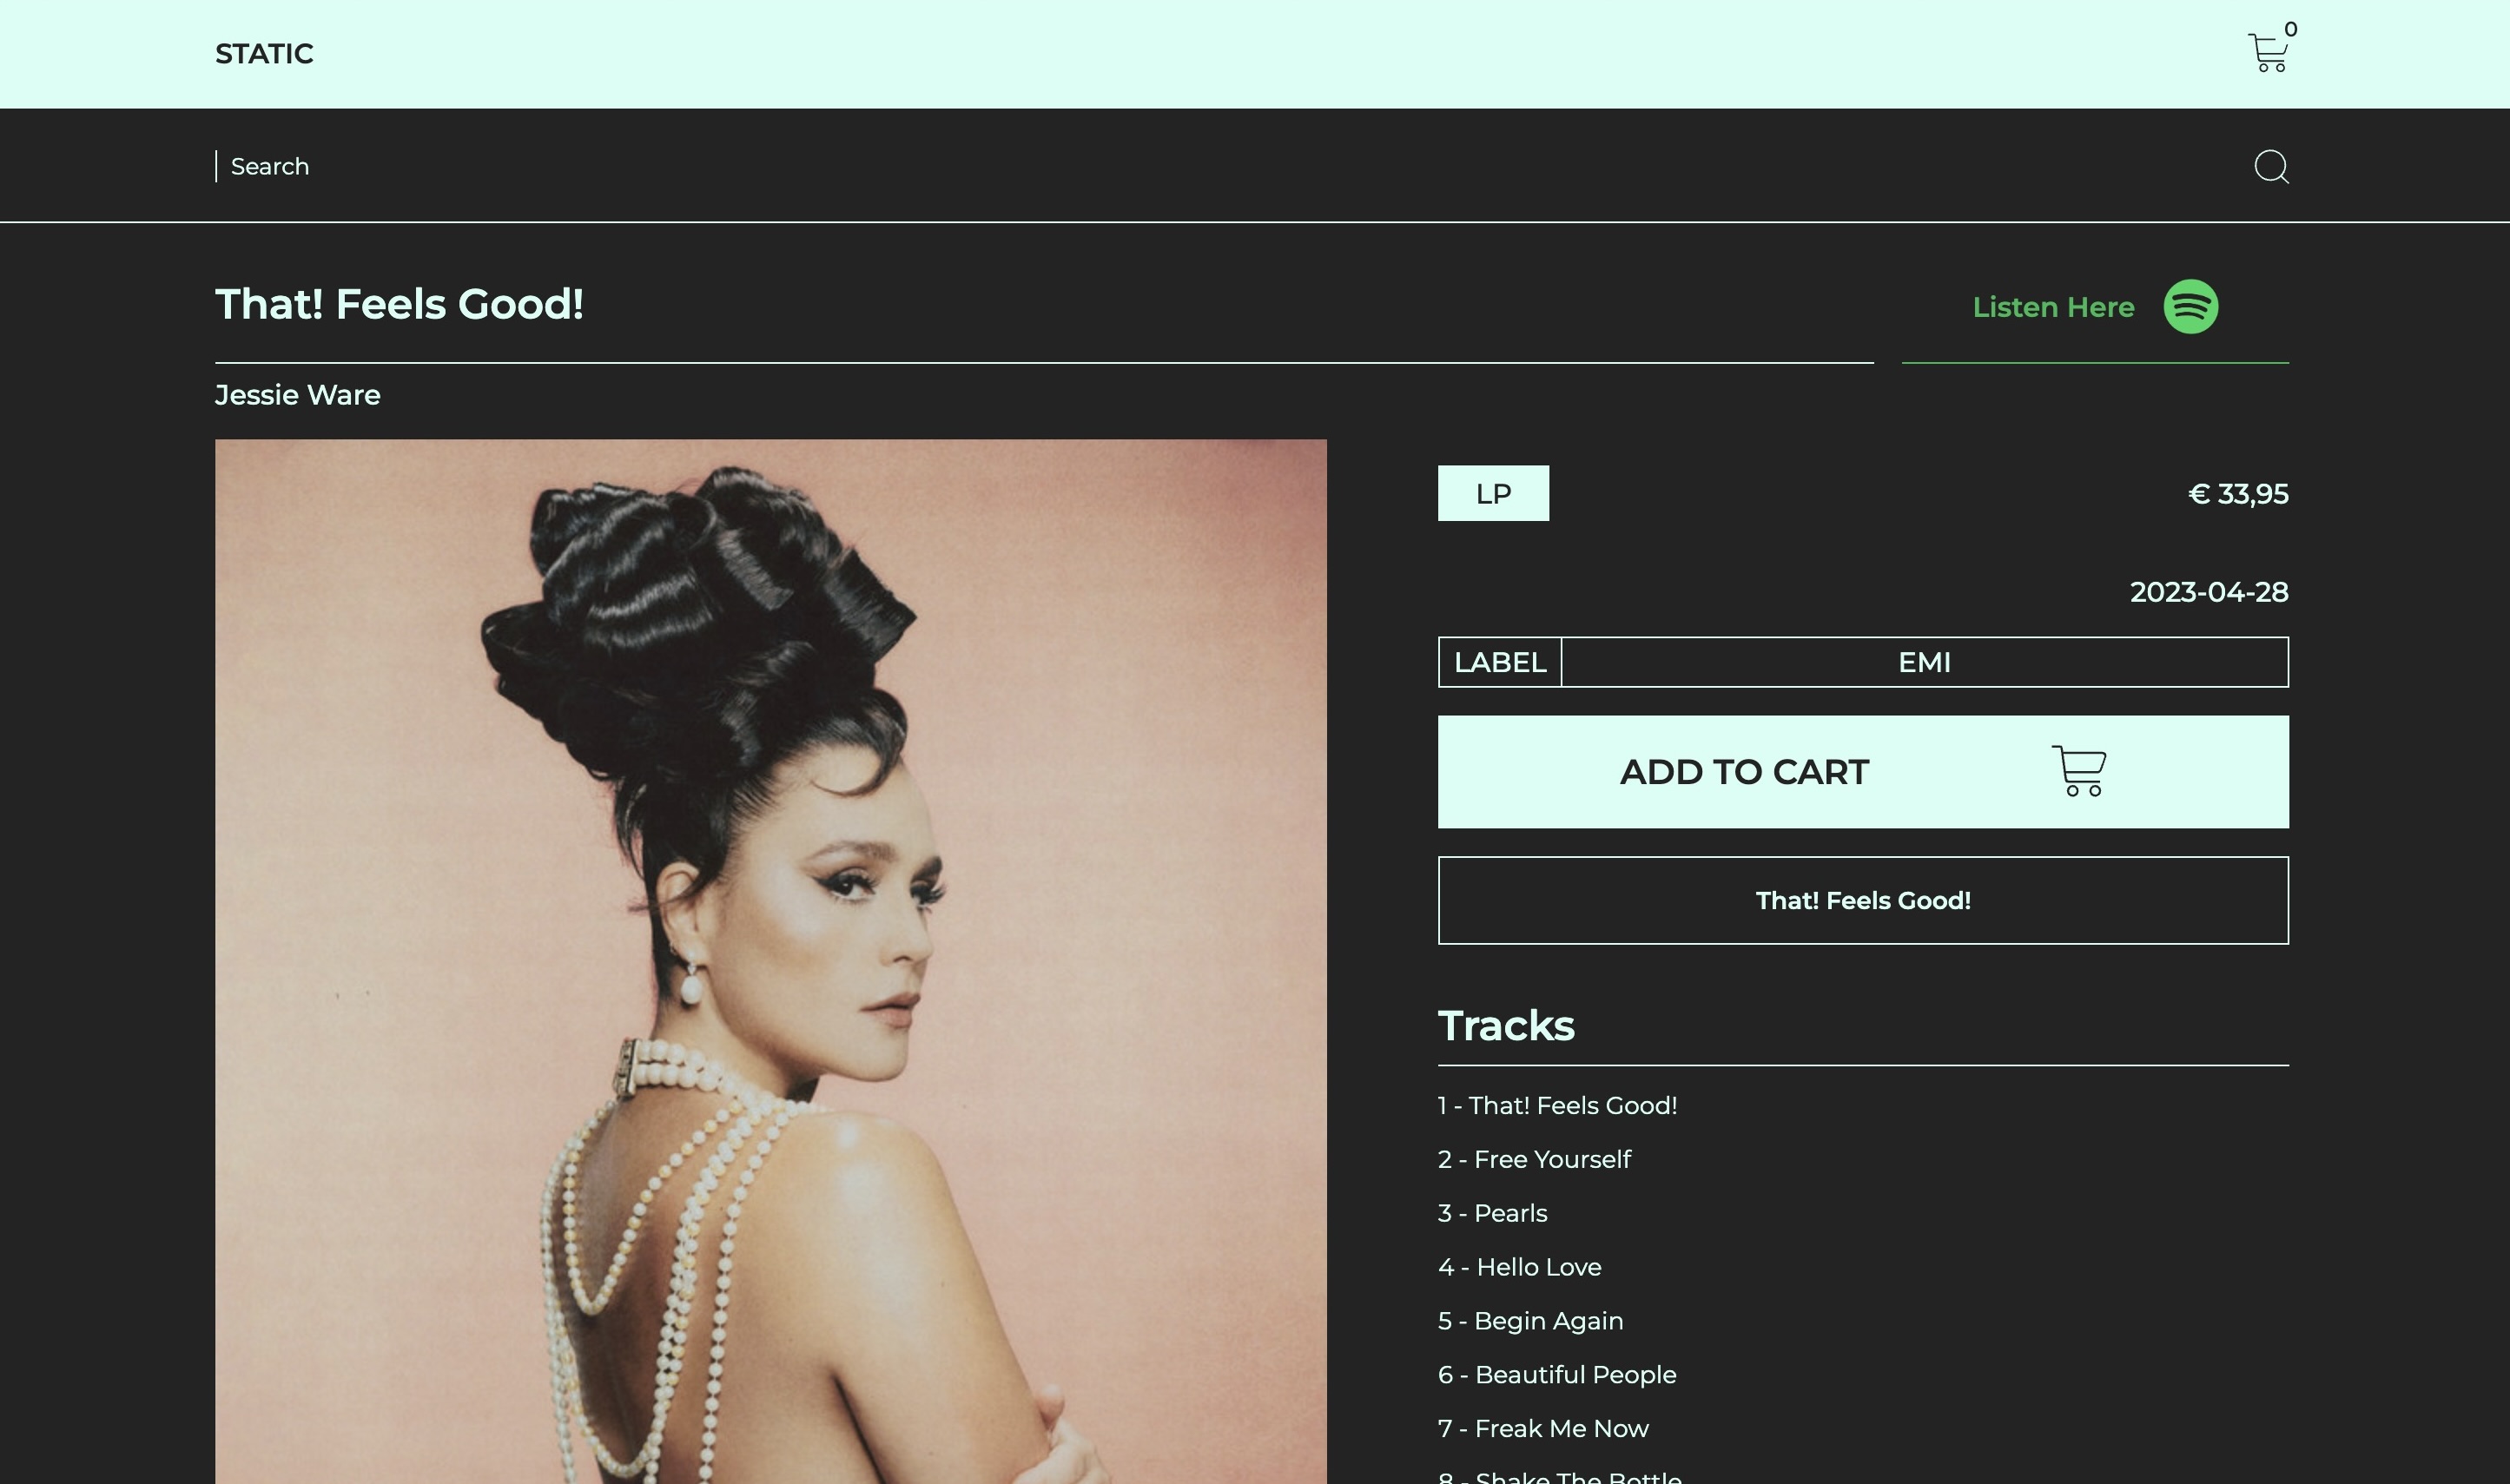 STATIC
0
Search
That! Feels Good!
Listen Here
Jessie Ware
LP
€ 33,95
2023-04-28
LABEL
EMI
ADD TO CART
That! Feels Good!
Tracks
1 - That! Feels Good!
2 - Free Yourself
3 - Pearls
4 - Hello Love
5 - Begin Again
6 - Beautiful People
7 - Freak Me Now
8 - Shake The Bottle